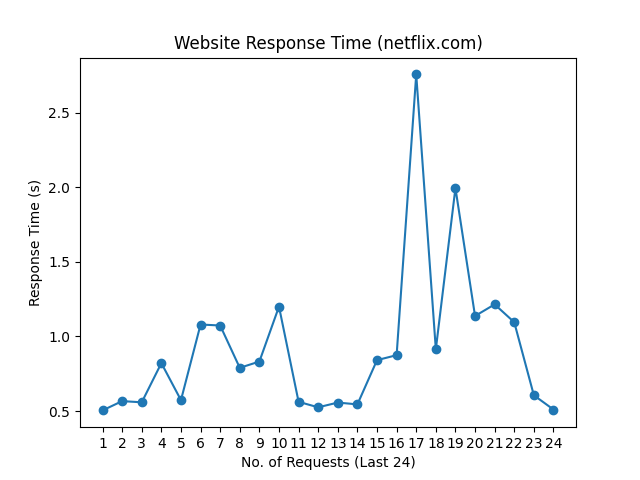 Website Response Time (netflix.com)
Response Time (s)
2.5
2.0
1.5
1.0
0.5
1 2 3 4 5 6 7 8 9 10 11 12 13 14 15 16 17 18 19 20 21 22 23 24
No. of Requests (Last 24)